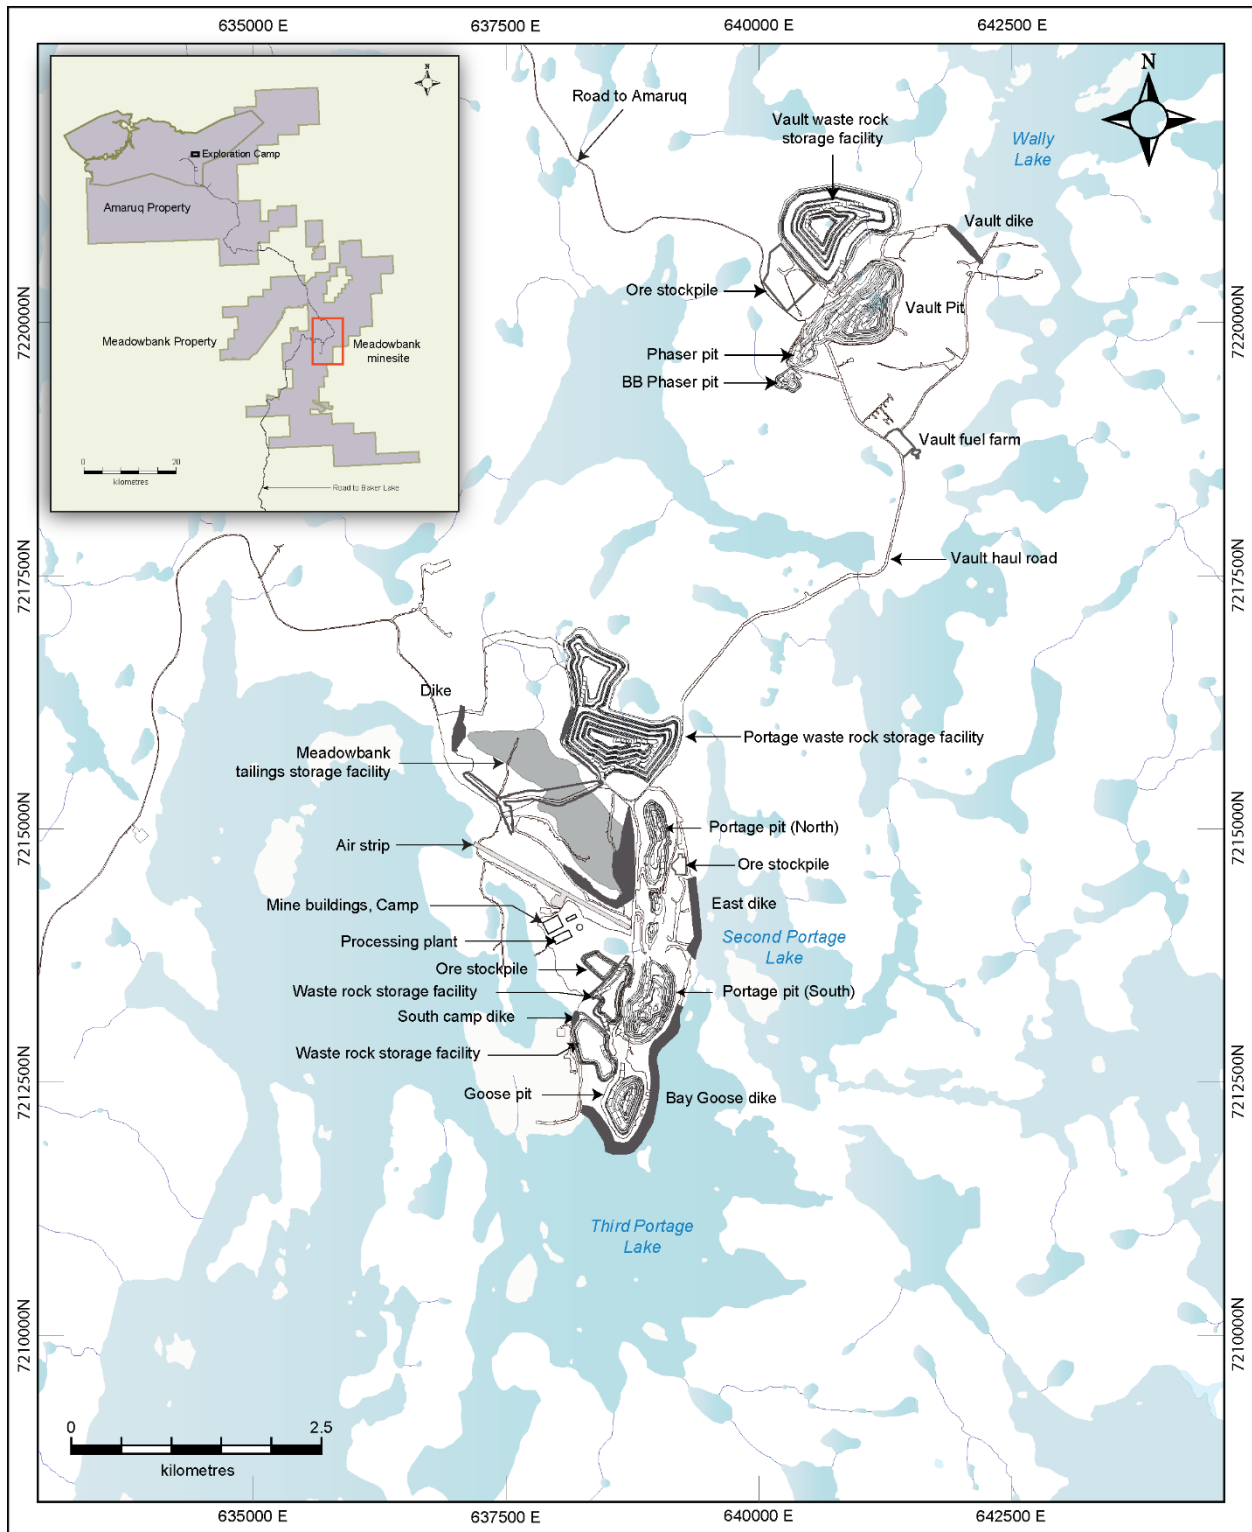 635000 E
637500 E
640000 E
642500 E
N
Exploration Camp
Amaruq Property
Meadowbank Property
Meadowbank
minesite
0
20
kilometres
Road to Baker Lake
Road to Amaruq
Vault waste rock
storage facility
N
Wally
Lake
Vault dike
Ore stockpile
Vault Pit
7220000N
7220000N
Phaser pit
BB Phaser pit
Vault fuel farm
Vault haul road
7217500N
7217500N
Dike
Portage waste rock storage facility
Meadowbank
tailings storage facility
7215000N
7215000N
Portage pit (North)
Air strip
Ore stockpile
Mine buildings, Camp
East dike
Processing plant
Second Portage
Lake
Ore stockpile
Waste rock storage facility
Portage pit (South)
South camp dike
Waste rock storage facility
Goose pit
Bay Goose dike
7212500N
7212500N
Third Portage
Lake
7210000N
7210000N
0
2.5
kilometres
635000 E
637500 E
640000 E
642500 E